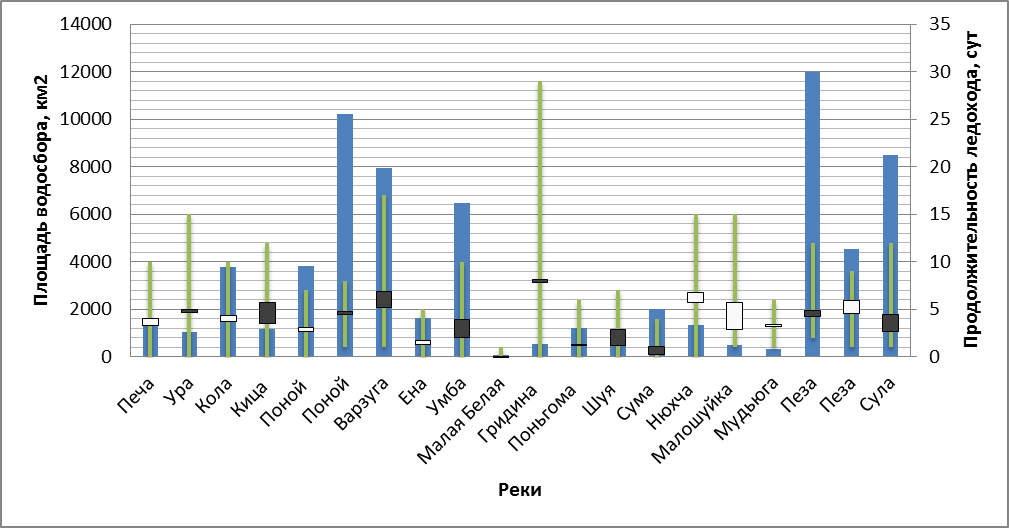 Площадь водосбора, км2
14000
12000
10000
8000
6000
4000
2000
0
35
30
25
20
15
10
5
0
Продолжительность ледохода, сут
Печа
Ура
Кола
Кица
Поной
Поной
Варзуга
Ена
Умба
Малая Белая
Гридина
Поньгома
Шуя
Сума
Нюхча
Малошуйка
Мудьюга
Пеза
Пеза
Сула
Реки